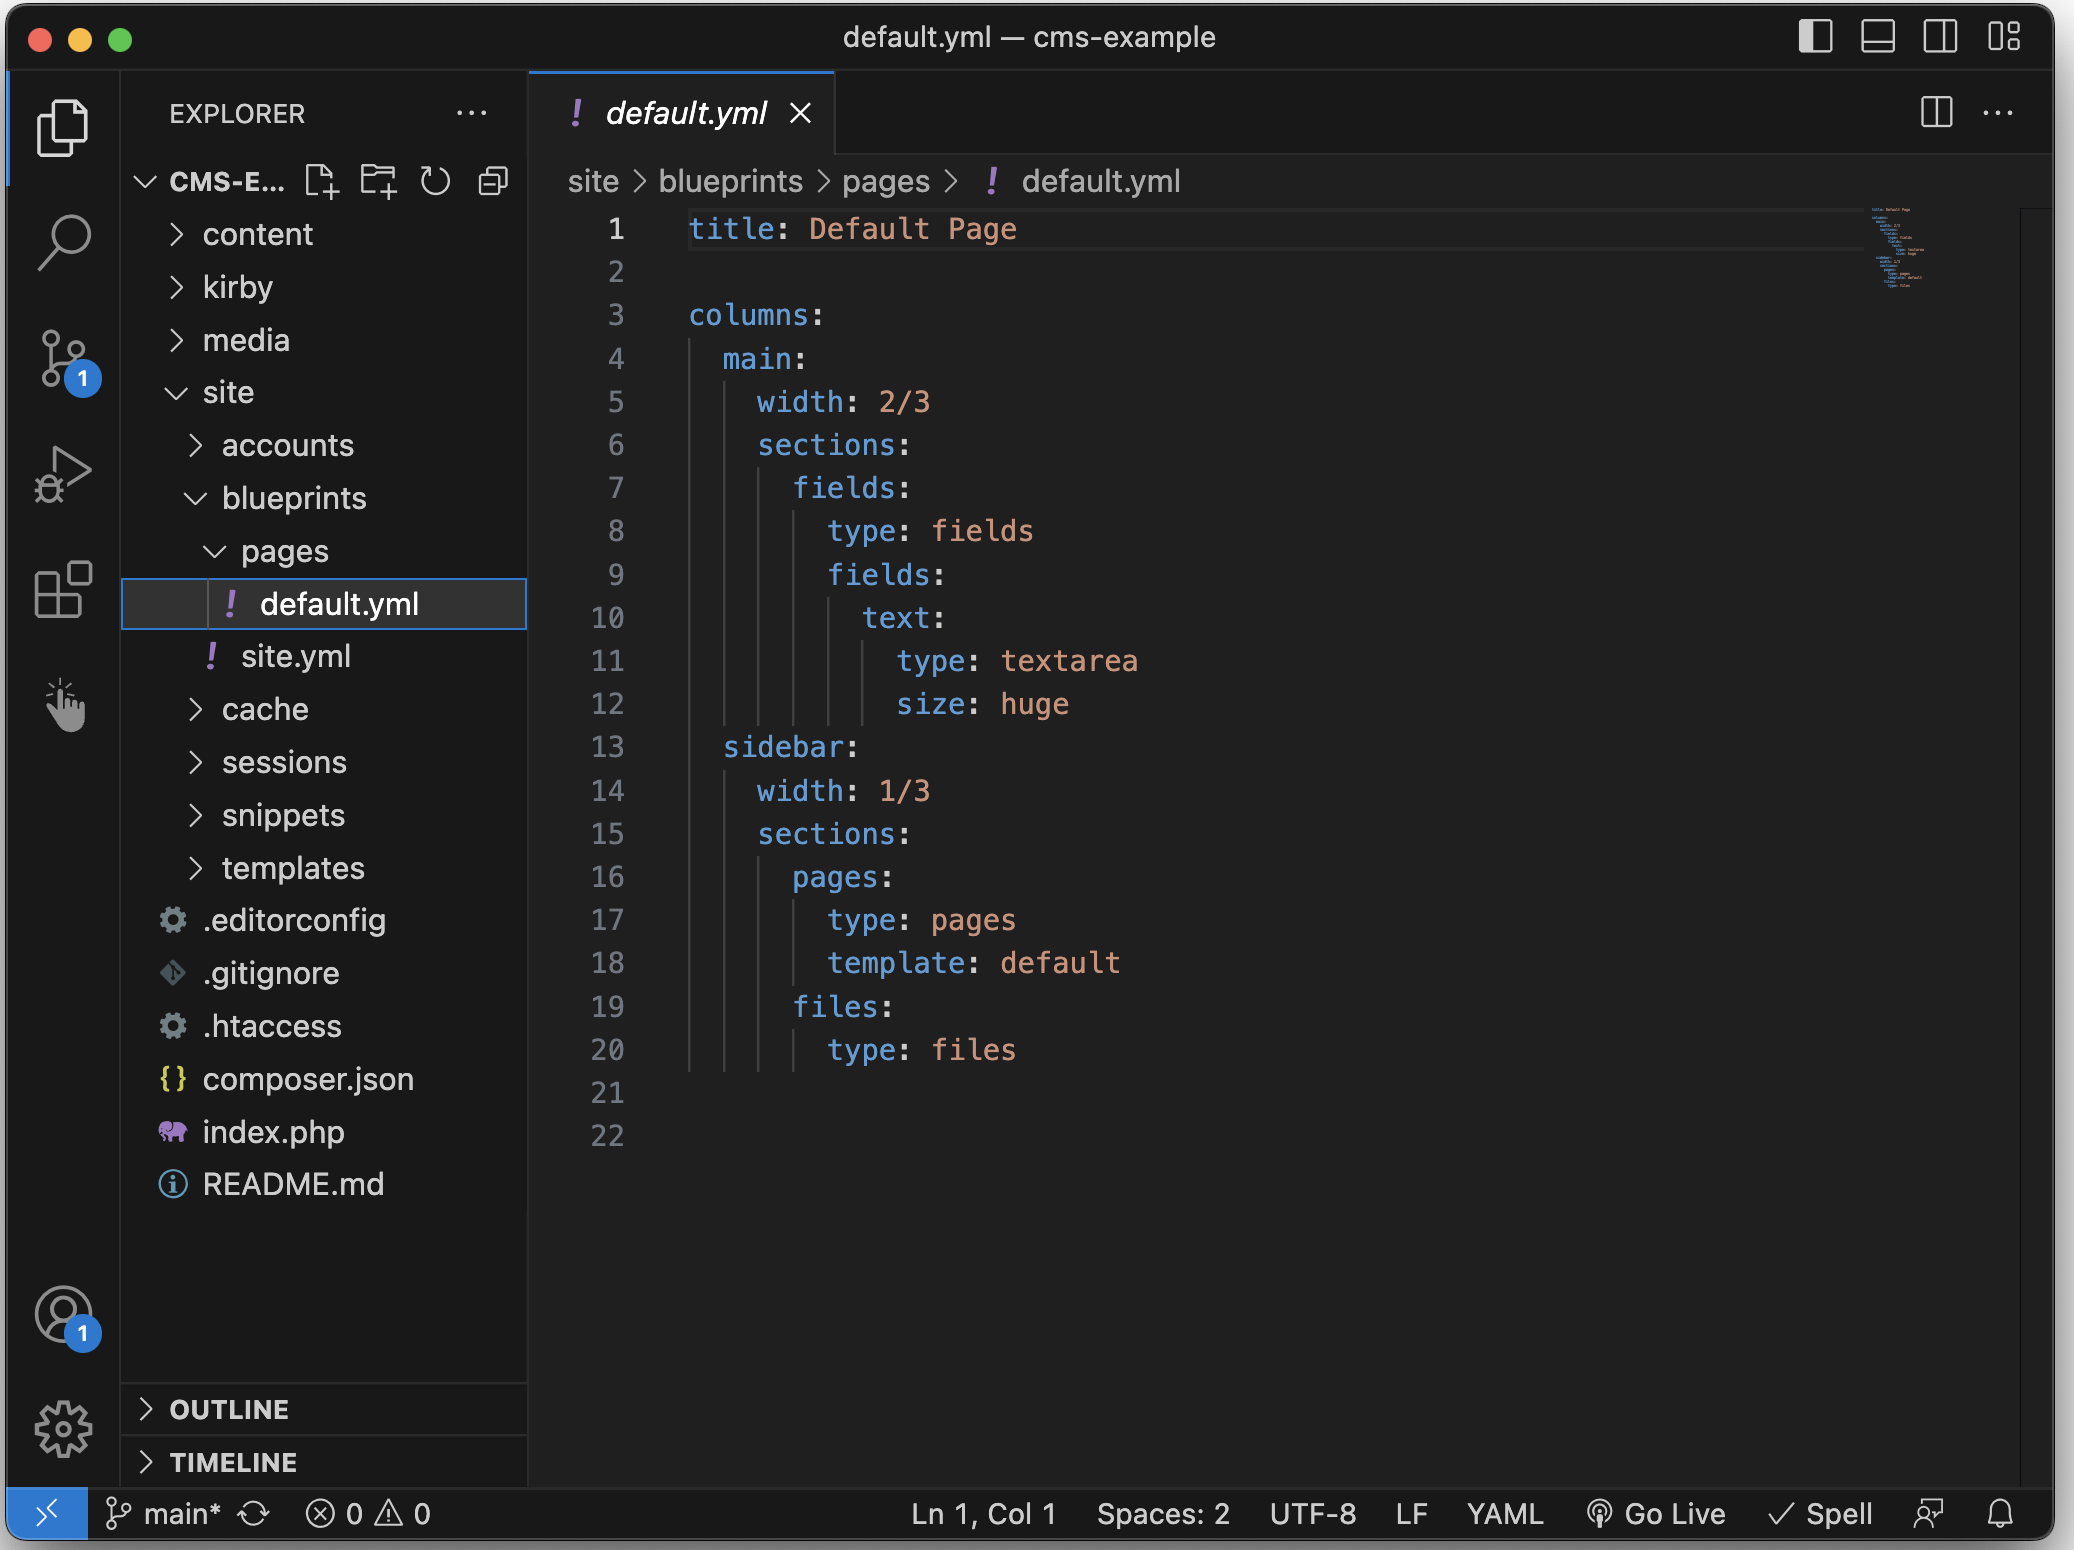 default.yml — cms-example
EXPLORER
CMS-E...
content
kirby
media
site
accounts
blueprints
pages
default.yml
site.yml
cache
sessions
snippets
templates
.editorconfig
.gitignore
.htaccess
composer.json
index.php
README.md
OUTLINE
TIMELINE
1
1
! default.yml
site > blueprints > pages > ! default.yml
1 title: Default Page
2
3 columns:
4   main:
5     width: 2/3
6     sections:
7       fields:
8         type: fields
9         fields:
10           text:
11             type: textarea
12             size: huge
13   sidebar:
14     width: 1/3
15     sections:
16       pages:
17         type: pages
18         template: default
19       files:
20         type: files
21
22
main* 0 0 Ln 1, Col 1 Spaces: 2 UTF-8 LF YAML Go Live Spell